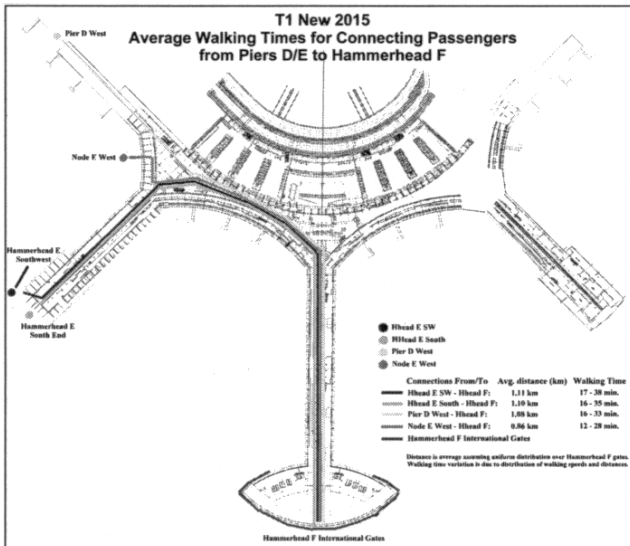 T1 New 2015
Average Walking Times for Connecting Passengers
from Piers D/E to Hammerhead F
Pier D West
Node E West
Hammerhead E
Southwest
Hammerhead E
South End
Hhead E SW
HHead E South
Pier D West
Node E West
Connections From/To Avg. distance (km) Walking Time
Hhead E SW - Hhead F: 1.11 km 17 - 38 min.
Hhead E South - Hhead F: 1.10 km 16 - 35 min.
Pier D West - Hhead F: 1.08 km 16 - 33 min.
Node E West - Hhead F: 0.86 km 12 - 28 min.
Hammerhead F International Gates
Distance is average assuming uniform distribution over Hammerhead F gates.
Walking time variation is due to distribution of walking speeds and distances.
Hammerhead F International Gates